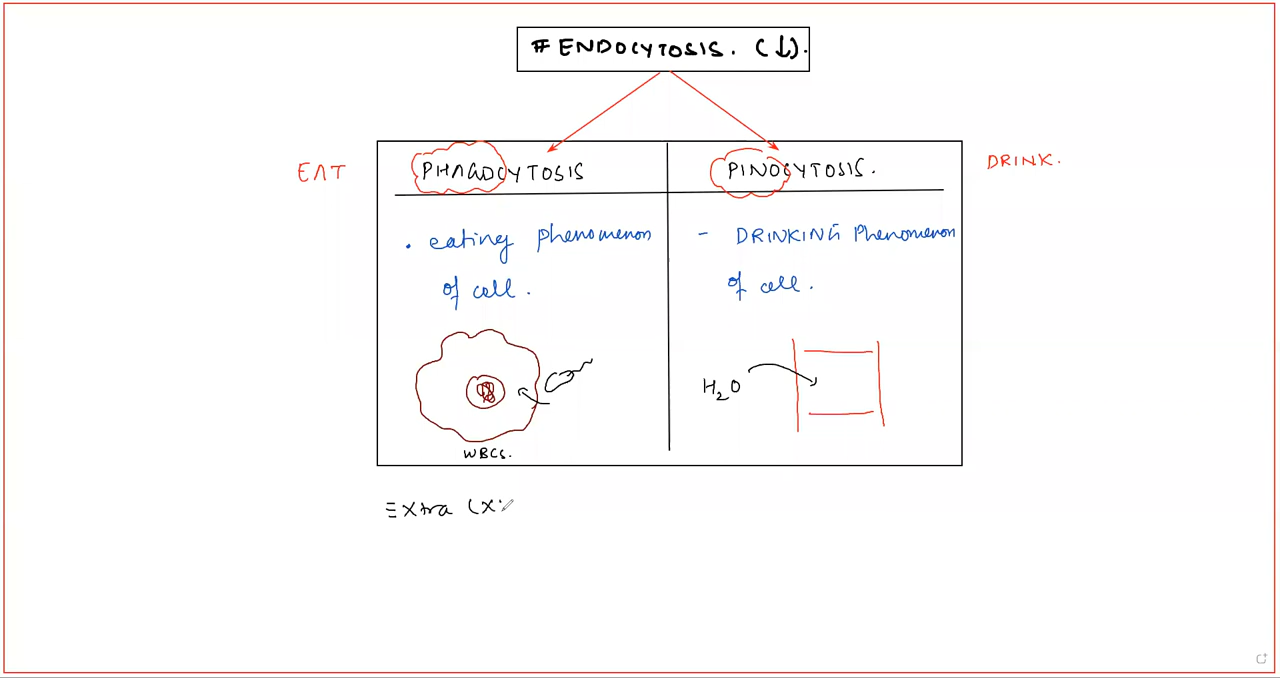 # ENDOCYTOSIS. (↓).
EAT
PHAGOCYTOSIS
PINOCYTOSIS.
DRINK.
• eating phenomenon
of cell.
- DRINKING Phenomenon
of cell.
H₂O
WBCS.
Extra (X: